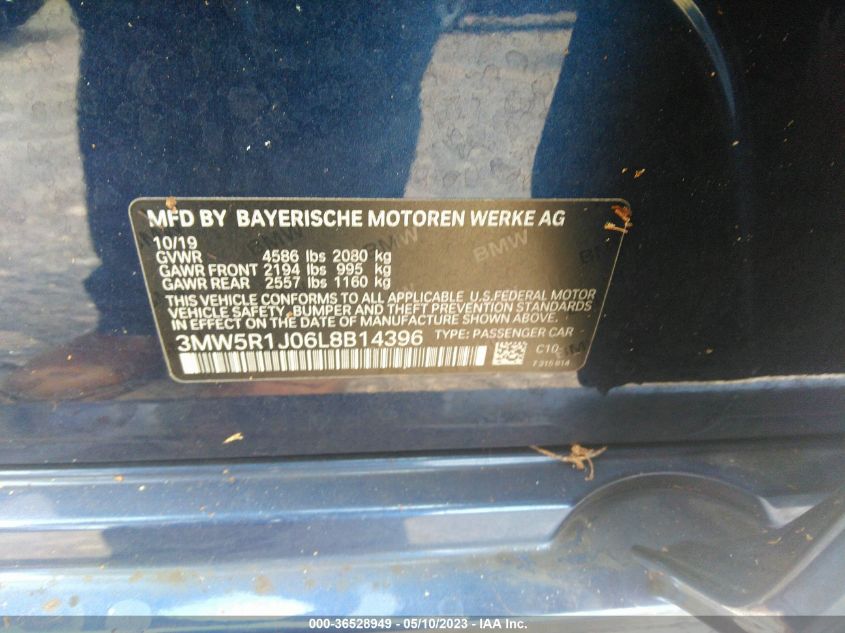 MFD BY BAYERISCHE MOTOREN WERKE AG
10/19
GVWR 4586 lbs 2080 kg
GAWR FRONT 2194 lbs 995 kg
GAWR REAR 2557 lbs 1160 kg
THIS VEHICLE CONFORMS TO ALL APPLICABLE U.S.FEDERAL MOTOR
VEHICLE SAFETY, BUMPER AND THEFT PREVENTION STANDARDS
IN EFFECT ON THE DATE OF MANUFACTURE SHOWN ABOVE.
3MW5R1J06L8B14396 TYPE: PASSENGER CAR
C10
7315814
000-36528949 — 05/10/2023 — IAA Inc.